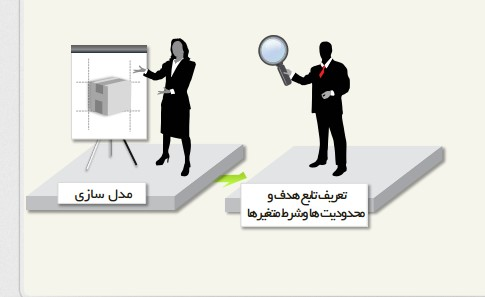 مدل سازی
تعریف تابع هدف و
محدودیت ها و شرط متغیرها